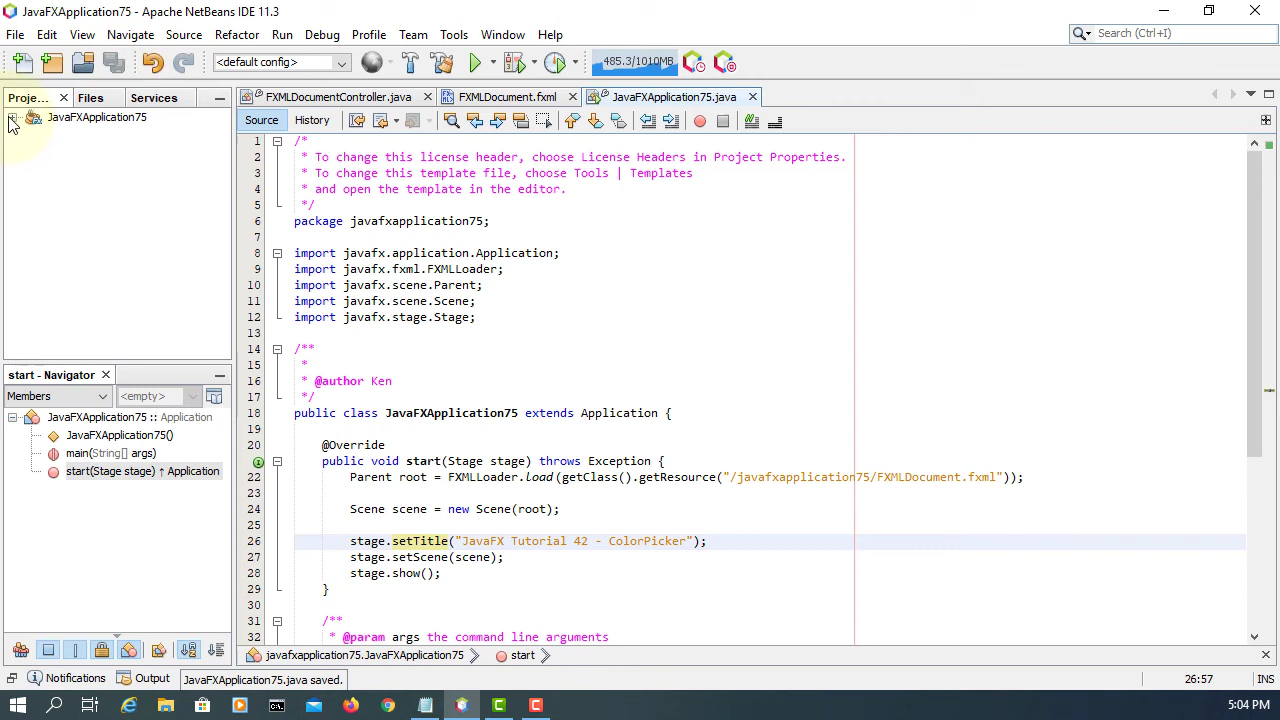 JavaFXApplication75 - Apache NetBeans IDE 11.3
File Edit View Navigate Source Refactor Run Debug Profile Team Tools Window Help
Search (Ctrl+I)
<default config>
485.3/1010MB
Proje... Files Services
FXMLDocumentController.java FXMLDocument.fxml JavaFXApplication75.java
JavaFXApplication75
Source History
1 /*
2 * To change this license header, choose License Headers in Project Properties.
3 * To change this template file, choose Tools | Templates
4 * and open the template in the editor.
5 */
6 package javafxapplication75;
7
8 import javafx.application.Application;
9 import javafx.fxml.FXMLLoader;
10 import javafx.scene.Parent;
11 import javafx.scene.Scene;
12 import javafx.stage.Stage;
13
14 /**
15 *
16 * @author Ken
17 */
18 public class JavaFXApplication75 extends Application {
19
20 @Override
public void start(Stage stage) throws Exception {
22 Parent root = FXMLLoader.load(getClass().getResource("/javafxapplication75/FXMLDocument.fxml"));
23
24 Scene scene = new Scene(root);
25
26 stage.setTitle("JavaFX Tutorial 42 - ColorPicker");
27 stage.setScene(scene);
28 stage.show();
29 }
30
31 /**
32 * @param args the command line arguments
start - Navigator
Members <empty>
JavaFXApplication75 :: Application
JavaFXApplication75()
main(String[] args)
start(Stage stage) ↑ Application
javafxapplication75.JavaFXApplication75 start
Notifications Output JavaFXApplication75.java saved. 26:57
5:04 PM